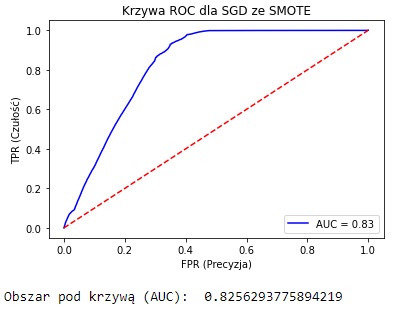 Krzywa ROC dla SGD ze SMOTE
1.0
0.8
0.6
0.4
0.2
0.0
TPR (Czułość)
AUC = 0.83
0.0 0.2 0.4 0.6 0.8 1.0
FPR (Precyzja)
Obszar pod krzywą (AUC): 0.8256293775894219